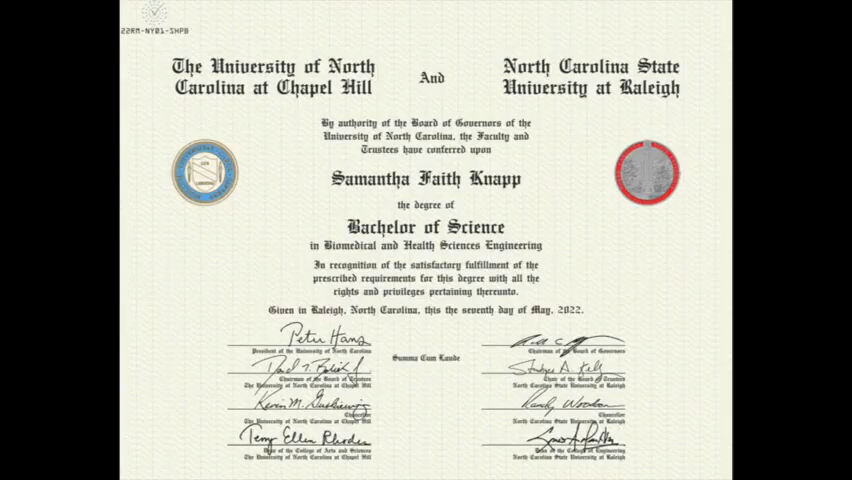 22RM-NY01-SHPB
The University of North
Carolina at Chapel Hill
And
North Carolina State
University at Raleigh
By authority of the Board of Governors of the
University of North Carolina, the Faculty and
Trustees have conferred upon
Samantha Faith Knapp
the degree of
Bachelor of Science
in Biomedical and Health Sciences Engineering
In recognition of the satisfactory fulfillment of the
prescribed requirements for this degree with all the
rights and privileges pertaining thereunto.
Given in Raleigh, North Carolina, this the seventh day of May, 2022.
Peter Hans
President of the University of North Carolina
Chairman of the Board of Governors
Summa Cum Laude
Chairman of the Board of Trustees
The University of North Carolina at Chapel Hill
Chair of the Board of Trustees
North Carolina State University at Raleigh
Kevin M. Guskiewicz
Chancellor
The University of North Carolina at Chapel Hill
Randy Woodson
Chancellor
North Carolina State University at Raleigh
Terry Ellen Rhodes
Dean of the College of Arts and Sciences
The University of North Carolina at Chapel Hill
Dean of the College of Engineering
North Carolina State University at Raleigh